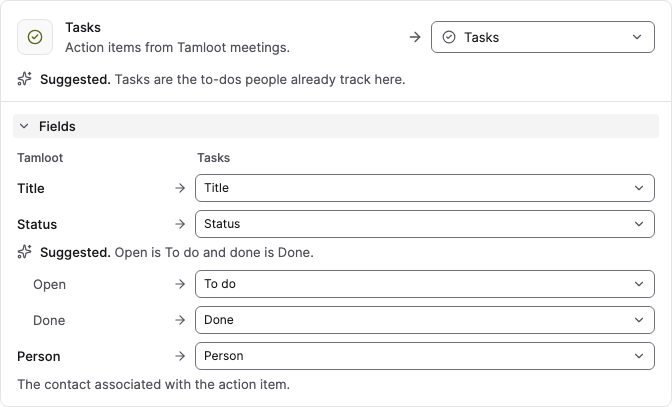 Tasks
Action items from Tamloot meetings.
Tasks
Suggested. Tasks are the to-dos people already track here.
Fields
Tamloot Tasks
Title Title
Status Status
Suggested. Open is To do and done is Done.
Open To do
Done Done
Person Person
The contact associated with the action item.